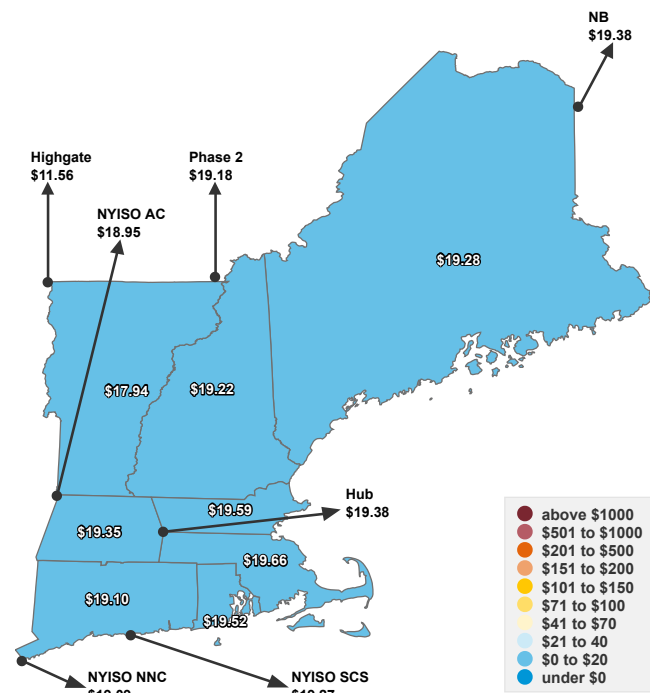 NB
$19.38
Highgate
$11.56
Phase 2
$19.18
NYISO AC
$18.95
$19.28
$17.94
$19.22
Hub
$19.38
$19.59
$19.35
$19.66
$19.10
$19.52
NYISO NNC
NYISO SCS
above $1000
$501 to $1000
$201 to $500
$151 to $200
$101 to $150
$71 to $100
$41 to $70
$21 to 40
$0 to $20
under $0